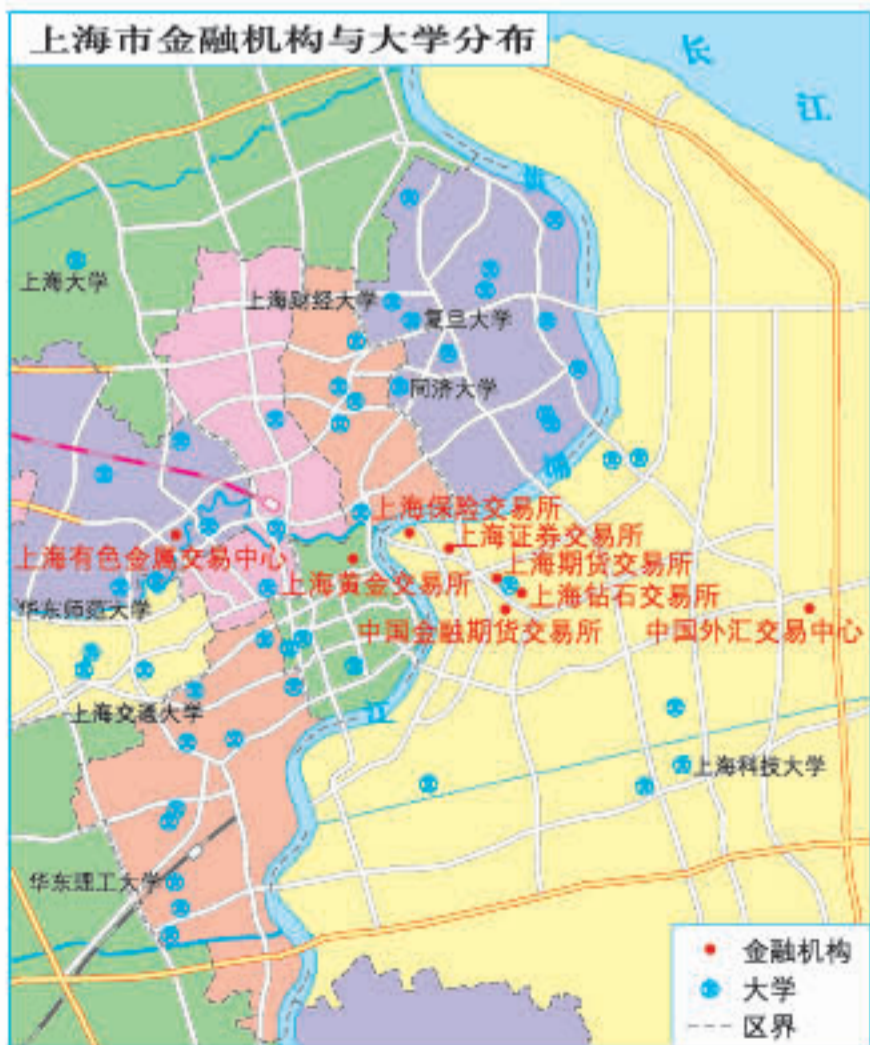 上海市金融机构与大学分布
长
江
黄
上海大学
上海财经大学
复旦大学
同济大学
浦
上海保险交易所
上海证券交易所
上海有色金属交易中心
上海期货交易所
上海黄金交易所
上海钻石交易所
华东师范大学
中国金融期货交易所
中国外汇交易中心
上海交通大学
江
上海科技大学
华东理工大学
金融机构
大学
区界